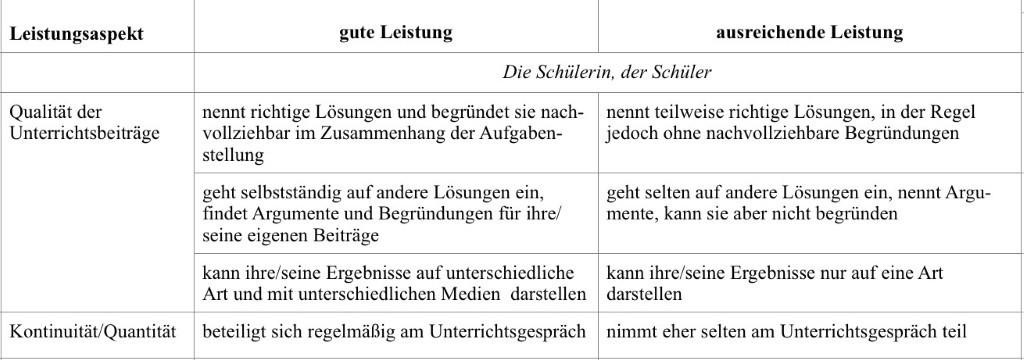 Leistungsaspekt
gute Leistung
ausreichende Leistung
Die Schülerin, der Schüler
Qualität der
Unterrichtsbeiträge
nennt richtige Lösungen und begründet sie nach-
vollziehbar im Zusammenhang der Aufgaben-
stellung
nennt teilweise richtige Lösungen, in der Regel
jedoch ohne nachvollziehbare Begründungen
geht selbstständig auf andere Lösungen ein,
findet Argumente und Begründungen für ihre/
seine eigenen Beiträge
geht selten auf andere Lösungen ein, nennt Argu-
mente, kann sie aber nicht begründen
kann ihre/seine Ergebnisse auf unterschiedliche
Art und mit unterschiedlichen Medien darstellen
kann ihre/seine Ergebnisse nur auf eine Art
darstellen
Kontinuität/Quantität
beteiligt sich regelmäßig am Unterrichtsgespräch
nimmt eher selten am Unterrichtsgespräch teil